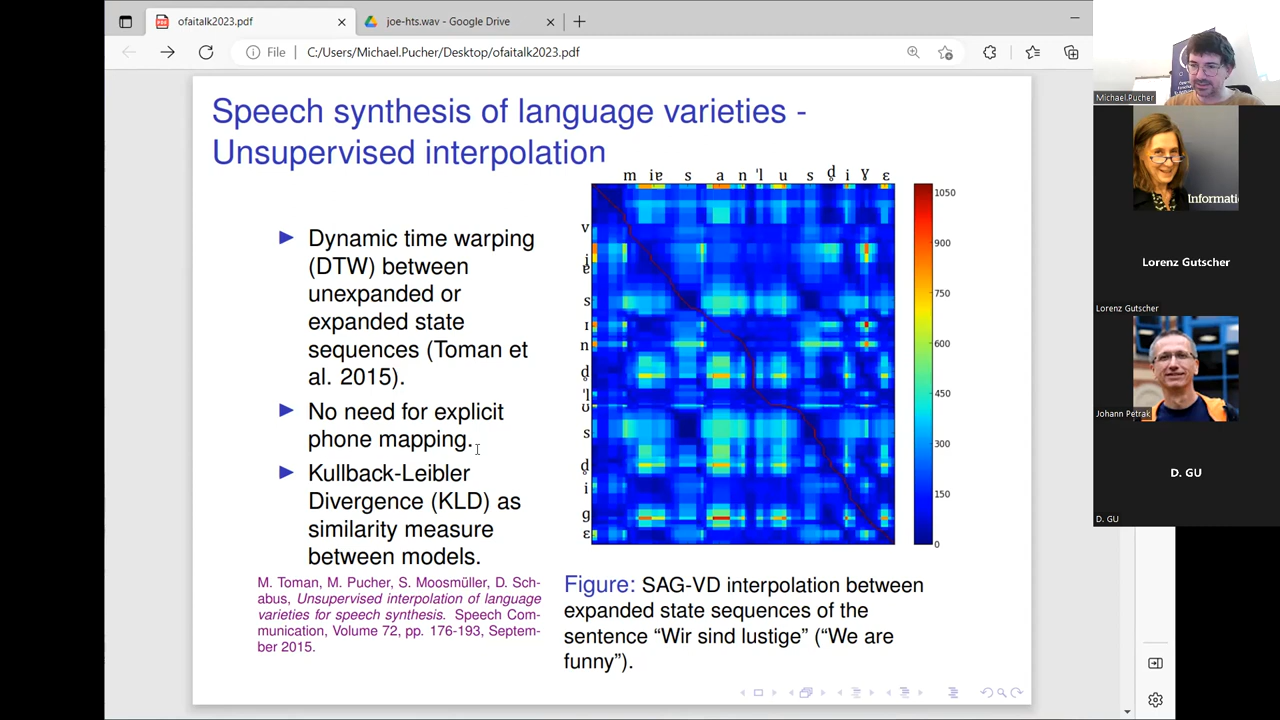 ofaitalk2023.pdf
joe-hts.wav - Google Drive
File
C:/Users/Michael.Pucher/Desktop/ofaitalk2023.pdf
Speech synthesis of language varieties -
Unsupervised interpolation
Dynamic time warping
(DTW) between
unexpanded or
expanded state
sequences (Toman et
al. 2015).
No need for explicit
phone mapping.
Kullback-Leibler
Divergence (KLD) as
similarity measure
between models.
M. Toman, M. Pucher, S. Moosmüller, D. Sch-
abus, Unsupervised interpolation of language
varieties for speech synthesis. Speech Com-
munication, Volume 72, pp. 176-193, Septem-
ber 2015.
m iɐ s a n 'l u s d̥ i ɣ ɛ
v
i
ɐ
s
ɪ
n
d̥
'l
ʊ
s
d̥
i
g
ɛ
1050
900
750
600
450
300
150
0
Figure: SAG-VD interpolation between
expanded state sequences of the
sentence “Wir sind lustige” (“We are
funny”).
Michael.Pucher
Informati
Lorenz Gutscher
Lorenz Gutscher
Johann Petrak
D. GU
D. GU